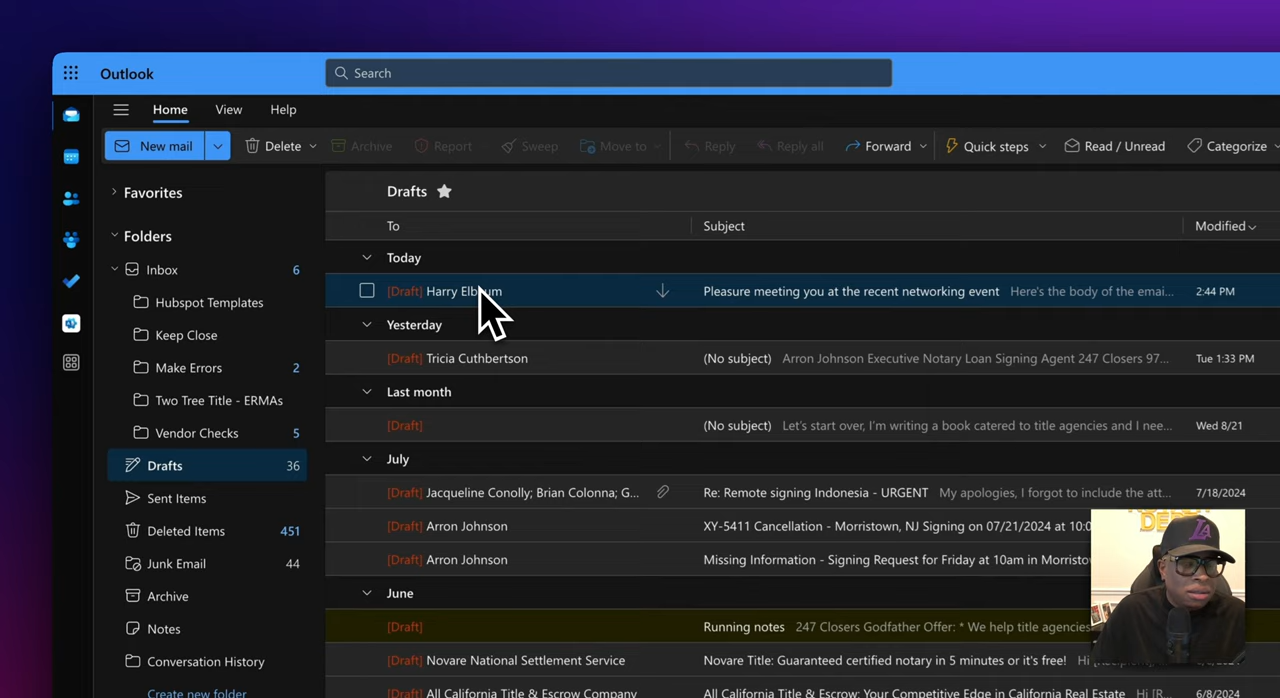 Outlook
Search
Home View Help
New mail Delete Archive Report Sweep Move to Reply Reply all Forward Quick steps Read / Unread Categorize
Favorites
Folders
Inbox 6
Hubspot Templates
Keep Close
Make Errors 2
Two Tree Title - ERMAs
Vendor Checks 5
Drafts 36
Sent Items
Deleted Items 451
Junk Email 44
Archive
Notes
Conversation History
Create new folder
Drafts
To Subject Modified
Today
[Draft] Harry Pleasure meeting you at the recent networking event Here's the body of the emai... 2:44 PM
Yesterday
[Draft] Tricia Cuthbertson (No subject) Arron Johnson Executive Notary Loan Signing Agent 247 Closers 97... Tue 1:33 PM
Last month
[Draft] (No subject) Let's start over, I'm writing a book catered to title agencies and I nee... Wed 8/21
July
[Draft] Jacqueline Conolly; Brian Colonna; G... Re: Remote signing Indonesia - URGENT My apologies, I forgot to include the att... 7/18/2024
[Draft] Arron Johnson XY-5411 Cancellation - Morristown, NJ Signing on 07/21/2024 at 10:0
[Draft] Arron Johnson Missing Information - Signing Request for Friday at 10am in Morristow
June
[Draft] Running notes 247 Closers Godfather Offer: * We help title agencies
[Draft] Novare National Settlement Service Novare Title: Guaranteed certified notary in 5 minutes or it's free! Hi
[Draft] All California Title & Escrow Company All California Title & Escrow: Your Competitive Edge in California Real Estate Hi [R... 6/8/2024
LA